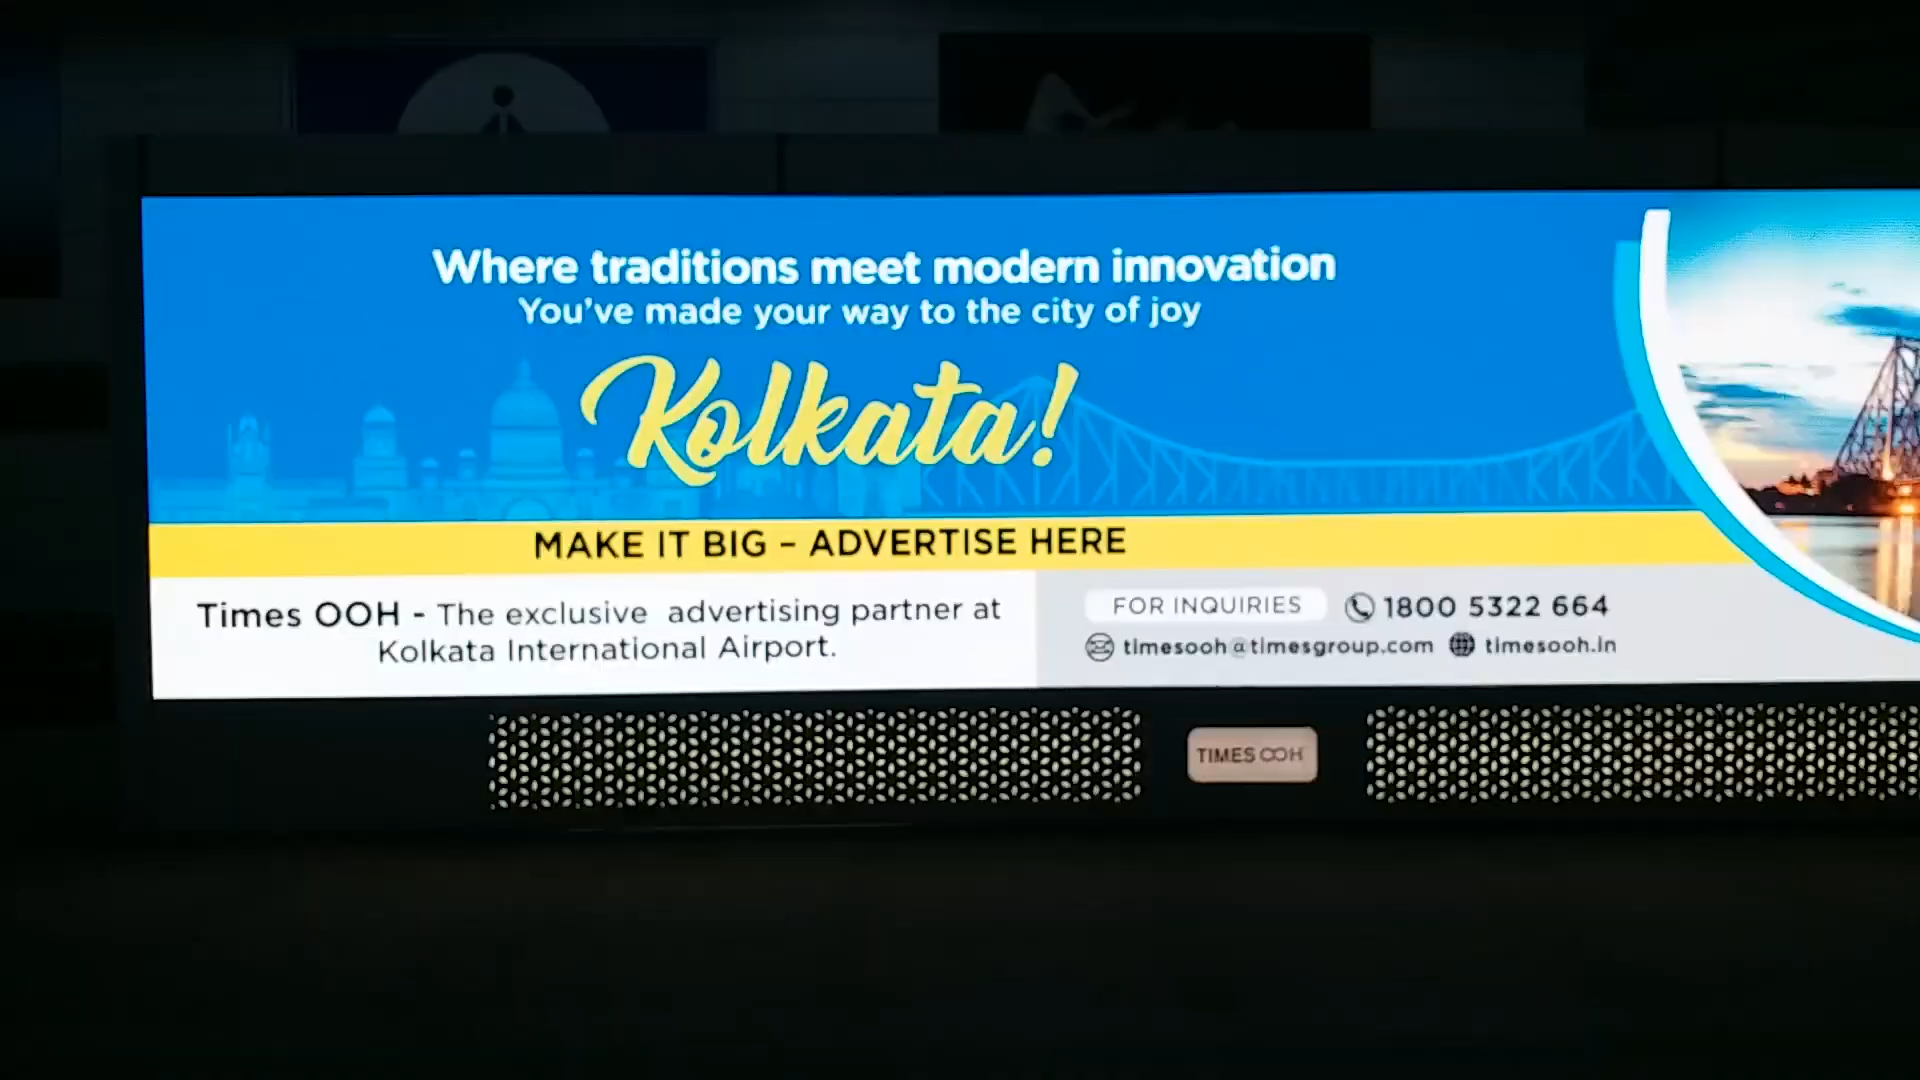 Where traditions meet modern innovation
You've made your way to the city of joy
Kolkata!
MAKE IT BIG – ADVERTISE HERE
Times OOH - The exclusive advertising partner at
Kolkata International Airport.
FOR INQUIRIES 1800 5322 664
timesooh@timesgroup.com timesooh.in
TIMES OOH